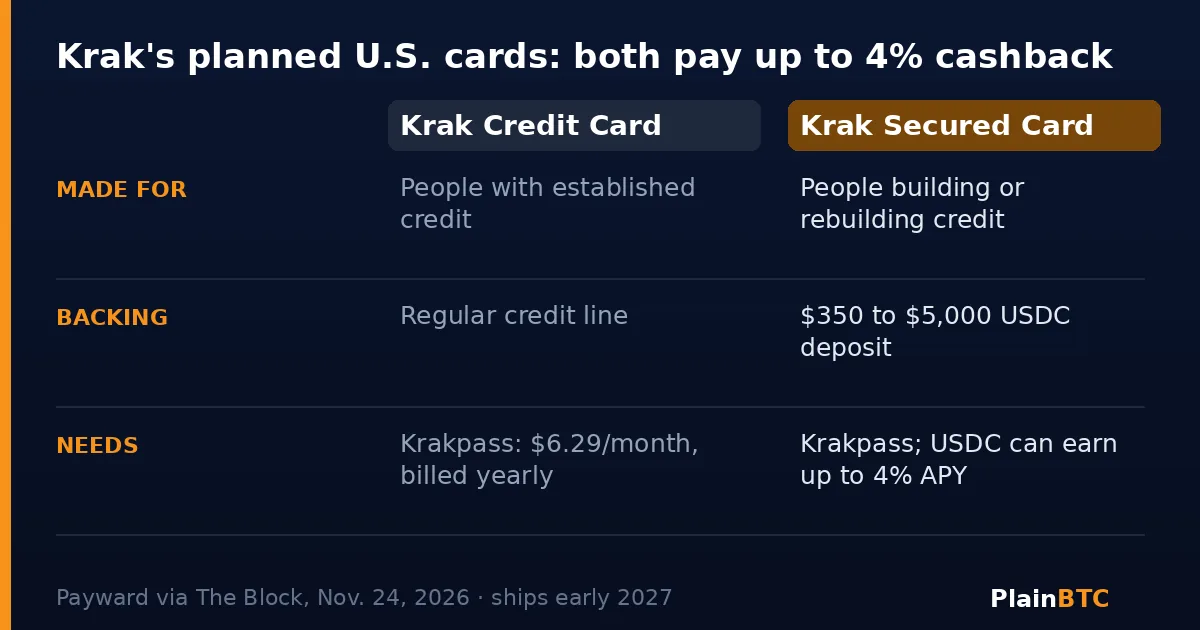 Krak's planned U.S. cards: both pay up to 4% cashback
Krak Credit Card
Krak Secured Card
MADE FOR
People with established
credit
People building or
rebuilding credit
BACKING
Regular credit line
$350 to $5,000 USDC
deposit
NEEDS
Krakpass: $6.29/month,
billed yearly
Krakpass; USDC can earn
up to 4% APY
Payward via The Block, Nov. 24, 2026 · ships early 2027
PlainBTC